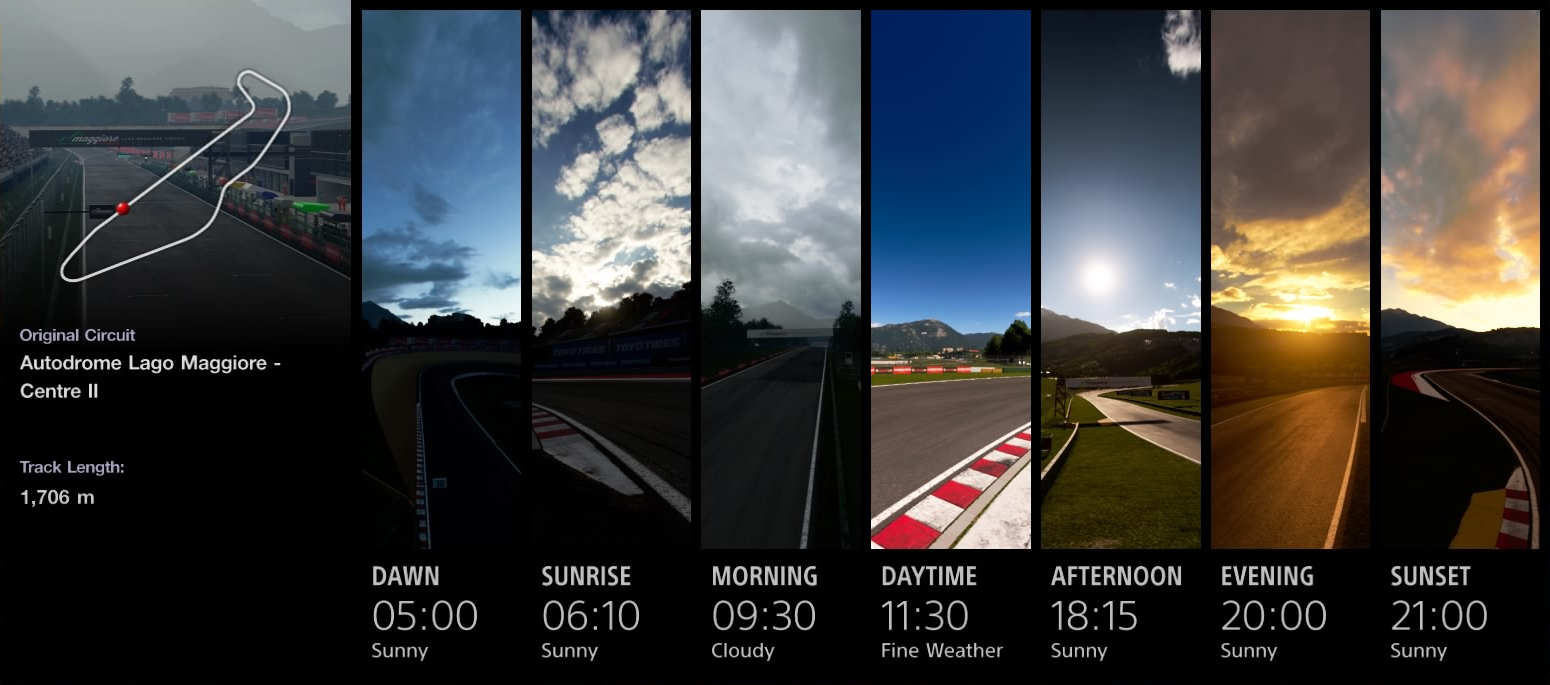 maggiore
Original Circuit
Autodrome Lago Maggiore -
Centre II
Track Length:
1,706 m
TOYO TIRES
TOYO TIRES
DAWN
05:00
Sunny
SUNRISE
06:10
Sunny
MORNING
09:30
Cloudy
DAYTIME
11:30
Fine Weather
AFTERNOON
18:15
Sunny
EVENING
20:00
Sunny
SUNSET
21:00
Sunny